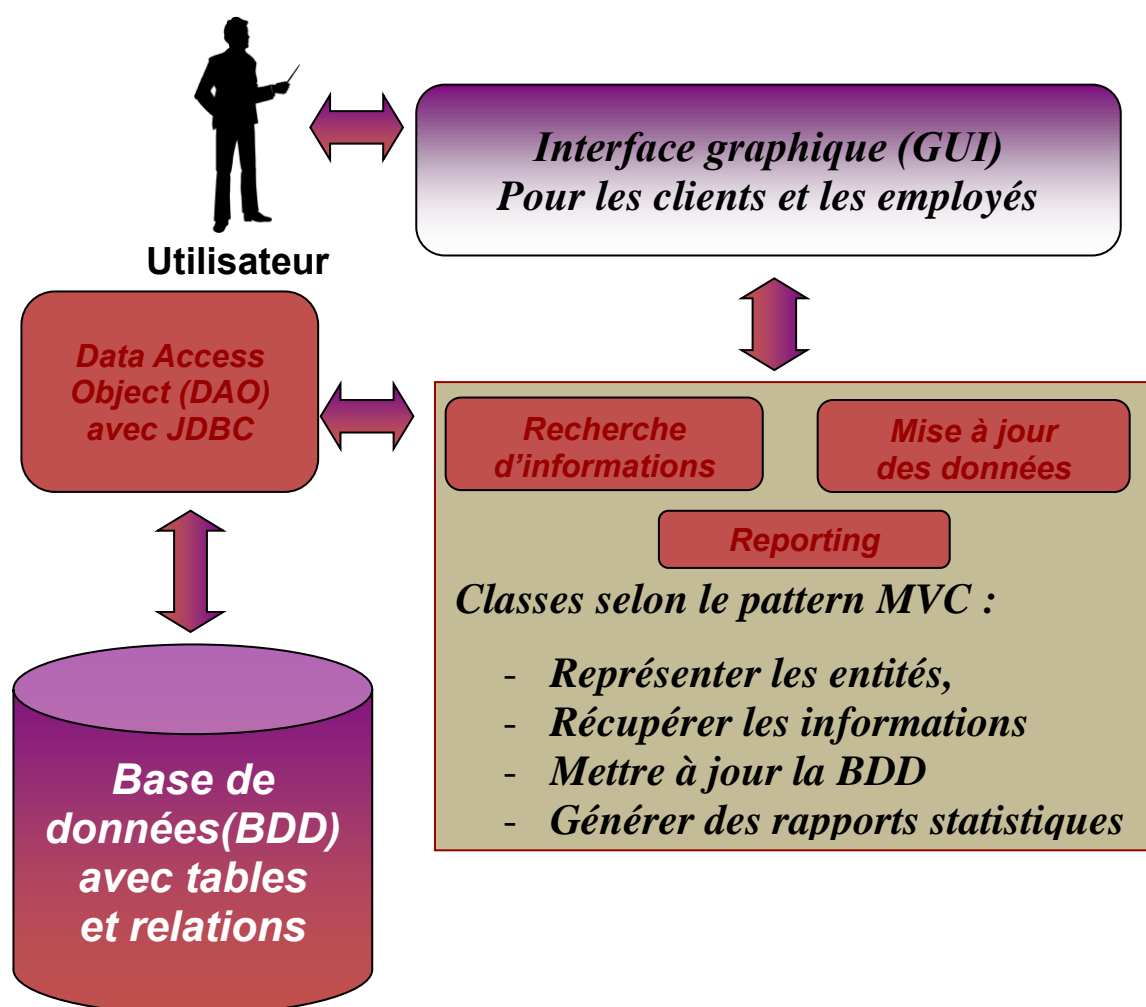 Interface graphique (GUI)
Pour les clients et les employés
Utilisateur
Data Access
Object (DAO)
avec JDBC
Recherche
d’informations
Mise à jour
des données
Reporting
Classes selon le pattern MVC :
- Représenter les entités,
- Récupérer les informations
- Mettre à jour la BDD
- Générer des rapports statistiques
Base de
données(BDD)
avec tables
et relations